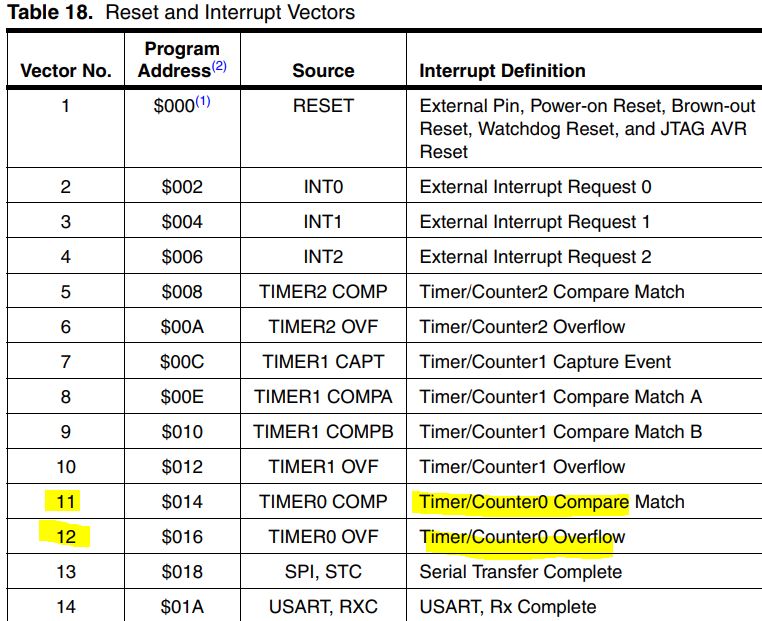 Table 18. Reset and Interrupt Vectors
Vector No. Program Address(2) Source Interrupt Definition
1 $000(1) RESET External Pin, Power-on Reset, Brown-out
Reset, Watchdog Reset, and JTAG AVR
Reset
2 $002 INT0 External Interrupt Request 0
3 $004 INT1 External Interrupt Request 1
4 $006 INT2 External Interrupt Request 2
5 $008 TIMER2 COMP Timer/Counter2 Compare Match
6 $00A TIMER2 OVF Timer/Counter2 Overflow
7 $00C TIMER1 CAPT Timer/Counter1 Capture Event
8 $00E TIMER1 COMPA Timer/Counter1 Compare Match A
9 $010 TIMER1 COMPB Timer/Counter1 Compare Match B
10 $012 TIMER1 OVF Timer/Counter1 Overflow
11 $014 TIMER0 COMP Timer/Counter0 Compare Match
12 $016 TIMER0 OVF Timer/Counter0 Overflow
13 $018 SPI, STC Serial Transfer Complete
14 $01A USART, RXC USART, Rx Complete